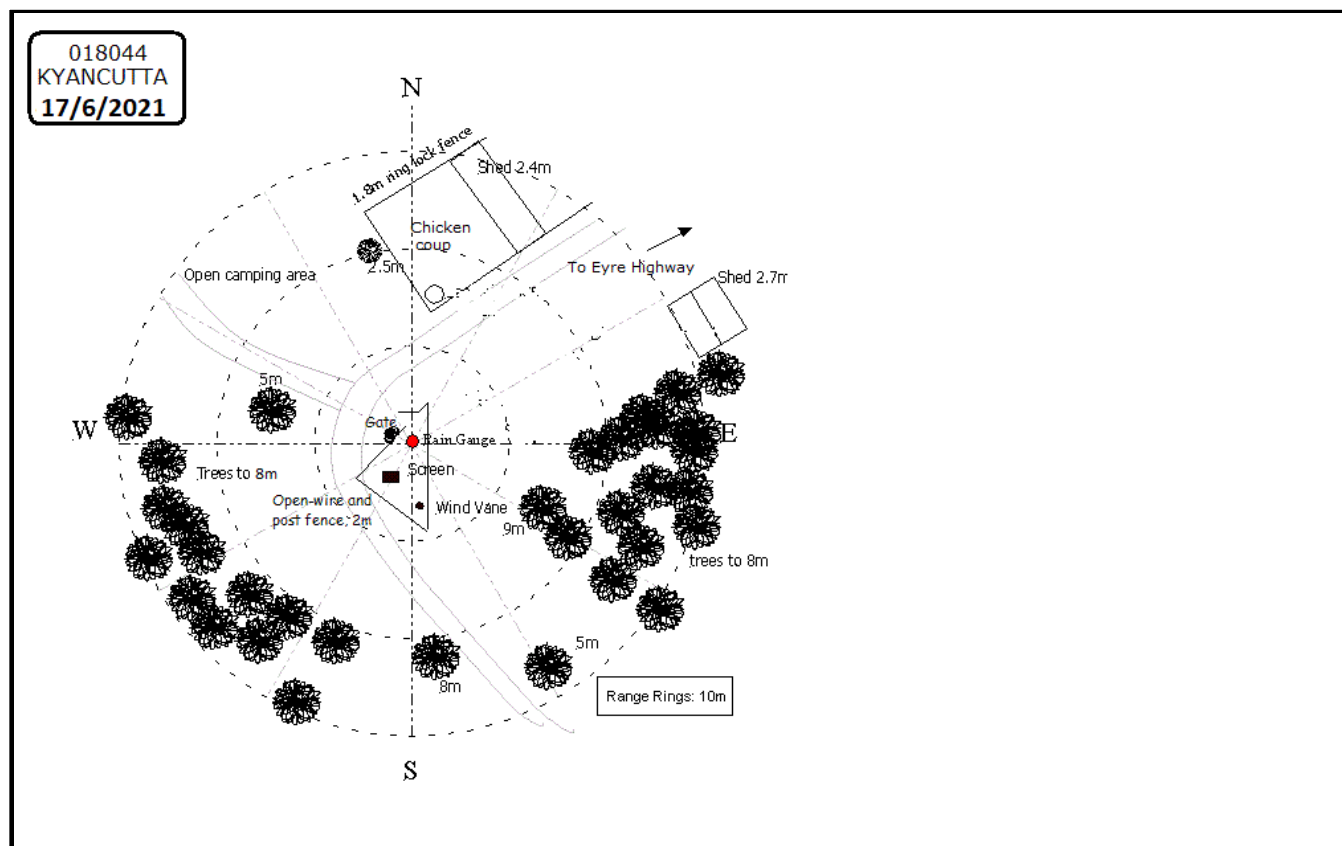 018044
KYANCUTTA
17/6/2021
N
1.8m ring lock fence
Shed 2.4m
Chicken
coup
2.5m
To Eyre Highway
Open camping area
Shed 2.7m
5m
Gate
W
Rain Gauge
E
Trees to 8m
Screen
Open-wire and
post fence, 2m
Wind Vane
9m
trees to 8m
5m
8m
Range Rings: 10m
S